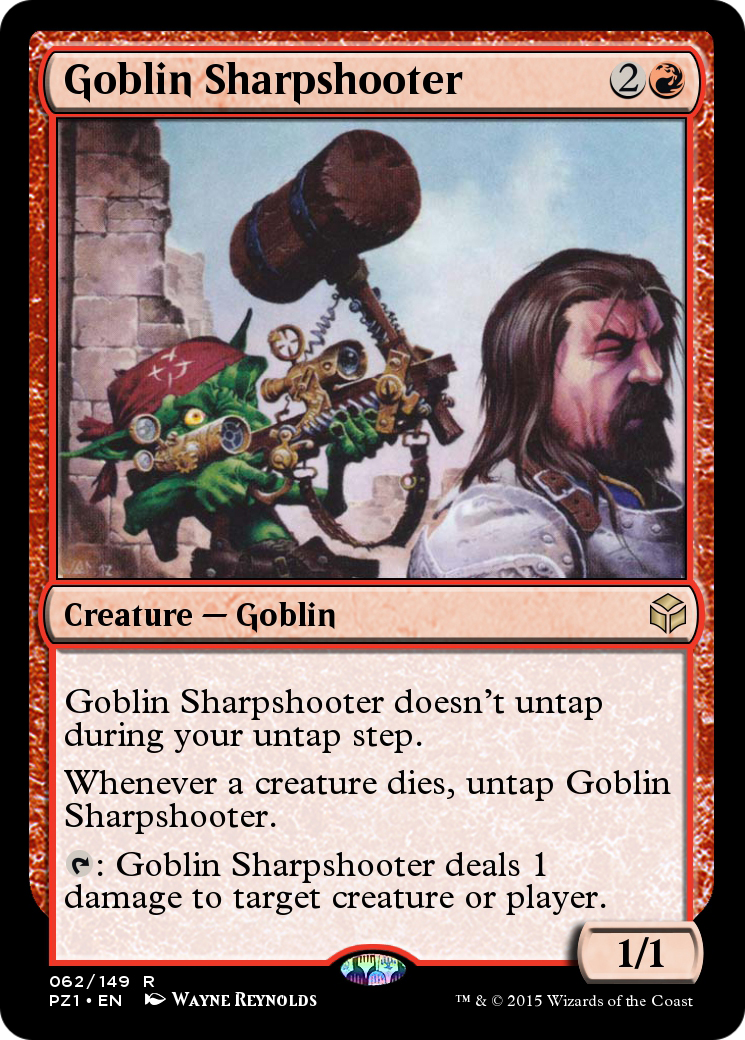 Goblin Sharpshooter 2
Creature — Goblin
Goblin Sharpshooter doesn't untap
during your untap step.
Whenever a creature dies, untap Goblin
Sharpshooter.
: Goblin Sharpshooter deals 1
damage to target creature or player.
1/1
062/149 R
PZ1 • EN WAYNE REYNOLDS
™ & © 2015 Wizards of the Coast